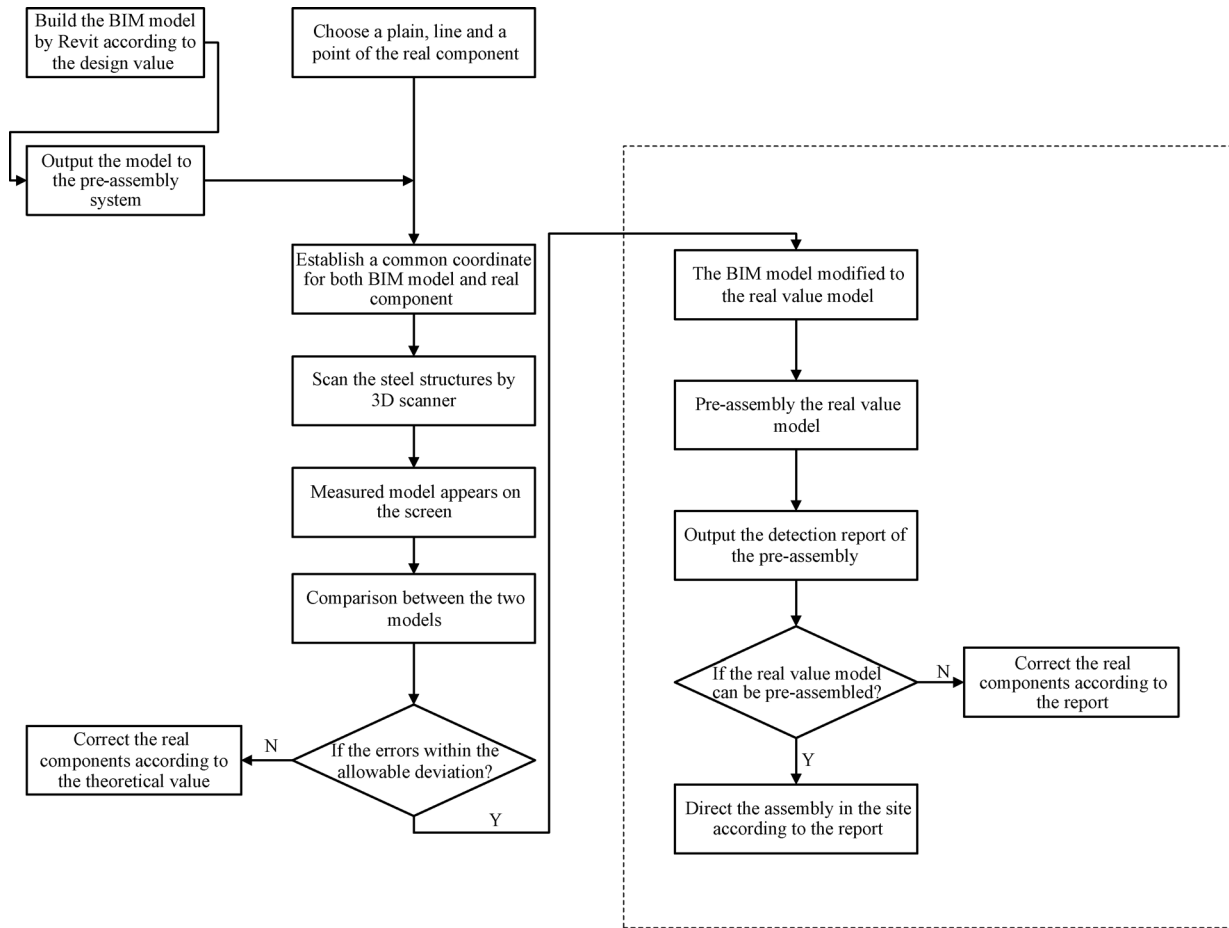 Build the BIM model
by Revit according to
the design value
Choose a plain, line and a
point of the real component
Output the model to
the pre-assembly
system
Establish a common coordinate
for both BIM model and real
component
Scan the steel structures by
3D scanner
Measured model appears on
the screen
Comparison between the two
models
If the errors within the
allowable deviation?
N
Correct the real
components according to
the theoretical value
Y
The BIM model modified to
the real value model
Pre-assembly the real value
model
Output the detection report of
the pre-assembly
If the real value model
can be pre-assembled?
N
Correct the real
components according to
the report
Y
Direct the assembly in the site
according to the report